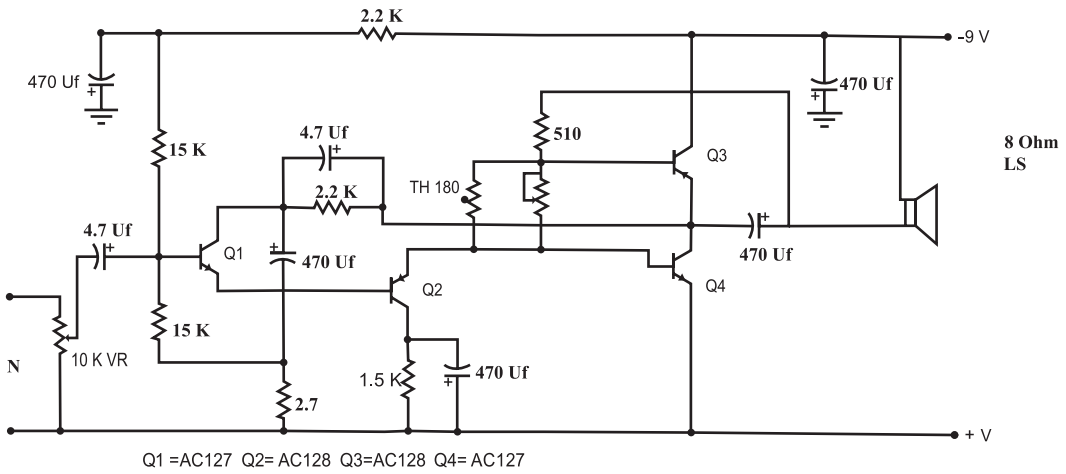 2.2 K
-9 V
470 Uf
+
470 Uf
+
4.7 Uf
+
510
8 Ohm
LS
15 K
Q3
TH 180
2.2 K
4.7 Uf
+
+
470 Uf
+
470 Uf
Q1
Q2
Q4
15 K
10 K VR
N
1.5 K
470 Uf
+
2.7
+ V
Q1 =AC127 Q2= AC128 Q3=AC128 Q4= AC127